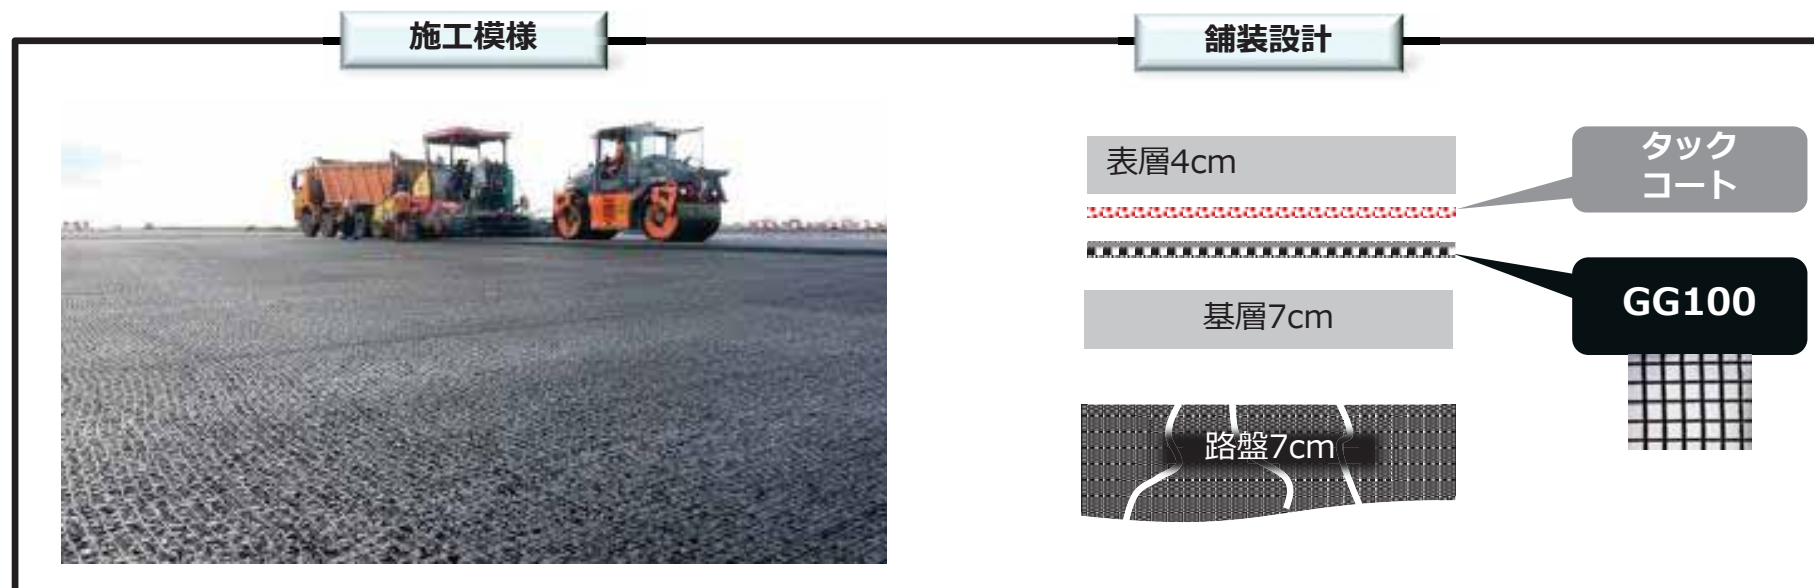 施工模様
舗装設計
表層4cm
タック
コート
GG100
基層7cm
路盤7cm